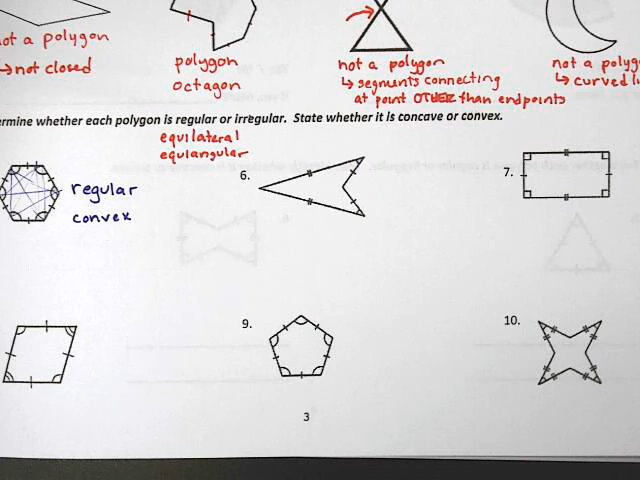 not a polygon
↳not closed
polygon
octagon
not a polygon
↳ segments connecting
at point OTHER than endpoints
not a polyg
↳ curved li
ermine whether each polygon is regular or irregular. State whether it is concave or convex.
equilateral
equiangular
regular
convex
6.
7.
9.
10.
3